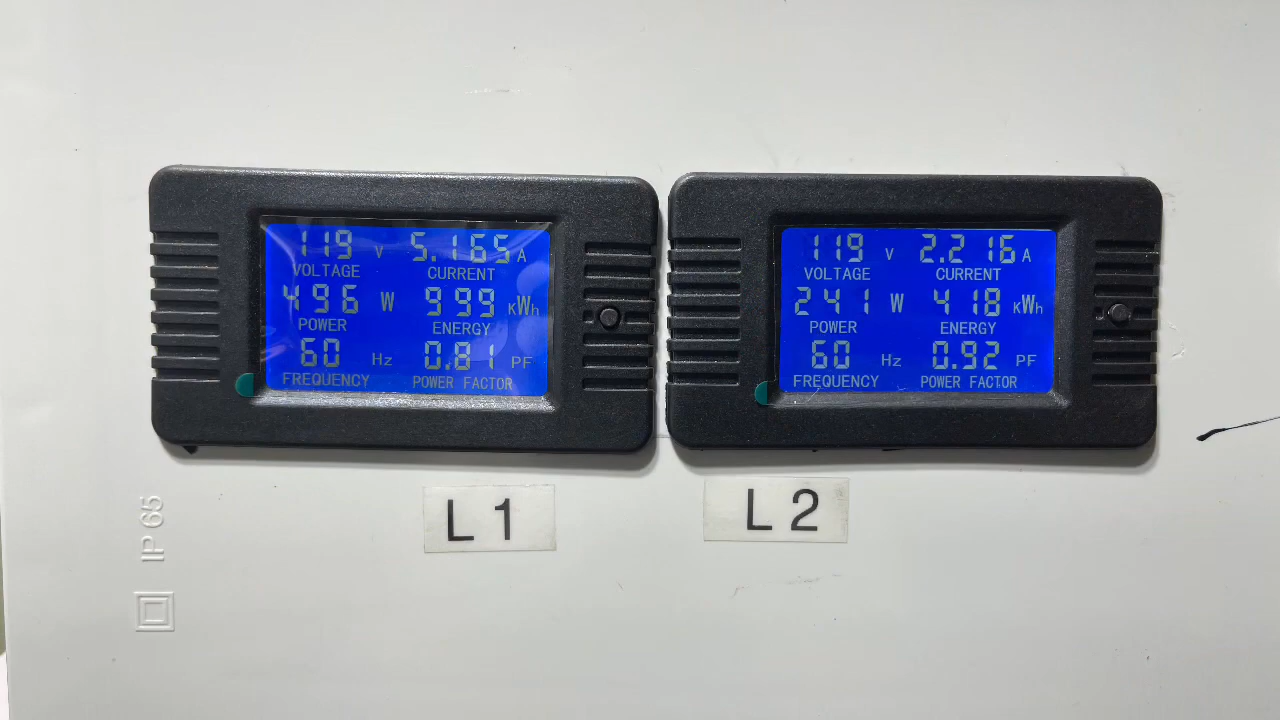 119 V 5.165 A
VOLTAGE CURRENT
496 W 999 KWh
POWER ENERGY
60 Hz 0.81 PF
FREQUENCY POWER FACTOR
119 V 2.216 A
VOLTAGE CURRENT
241 W 418 KWh
POWER ENERGY
60 Hz 0.92 PF
FREQUENCY POWER FACTOR
L1
L2
IP 65